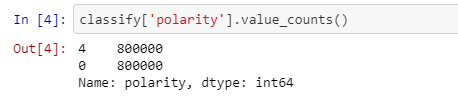 In [4]: classify['polarity'].value_counts()
Out[4]: 4    800000
0    800000
Name: polarity, dtype: int64